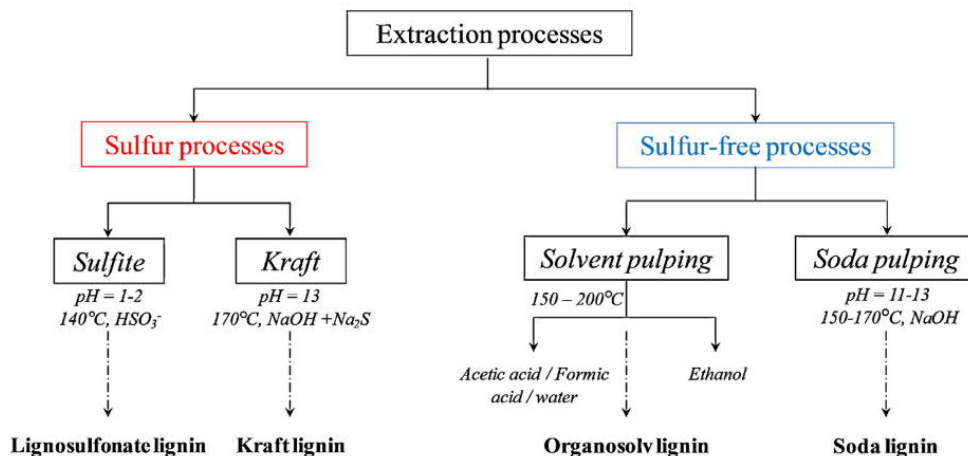 Extraction processes
Sulfur processes
Sulfur-free processes
Sulfite
Kraft
Solvent pulping
Soda pulping
pH = 1-2
140°C, HSO₃⁻
pH = 13
170°C, NaOH +Na₂S
150 – 200°C
pH = 11-13
150-170°C, NaOH
Acetic acid / Formic
acid / water
Ethanol
Lignosulfonate lignin
Kraft lignin
Organosolv lignin
Soda lignin